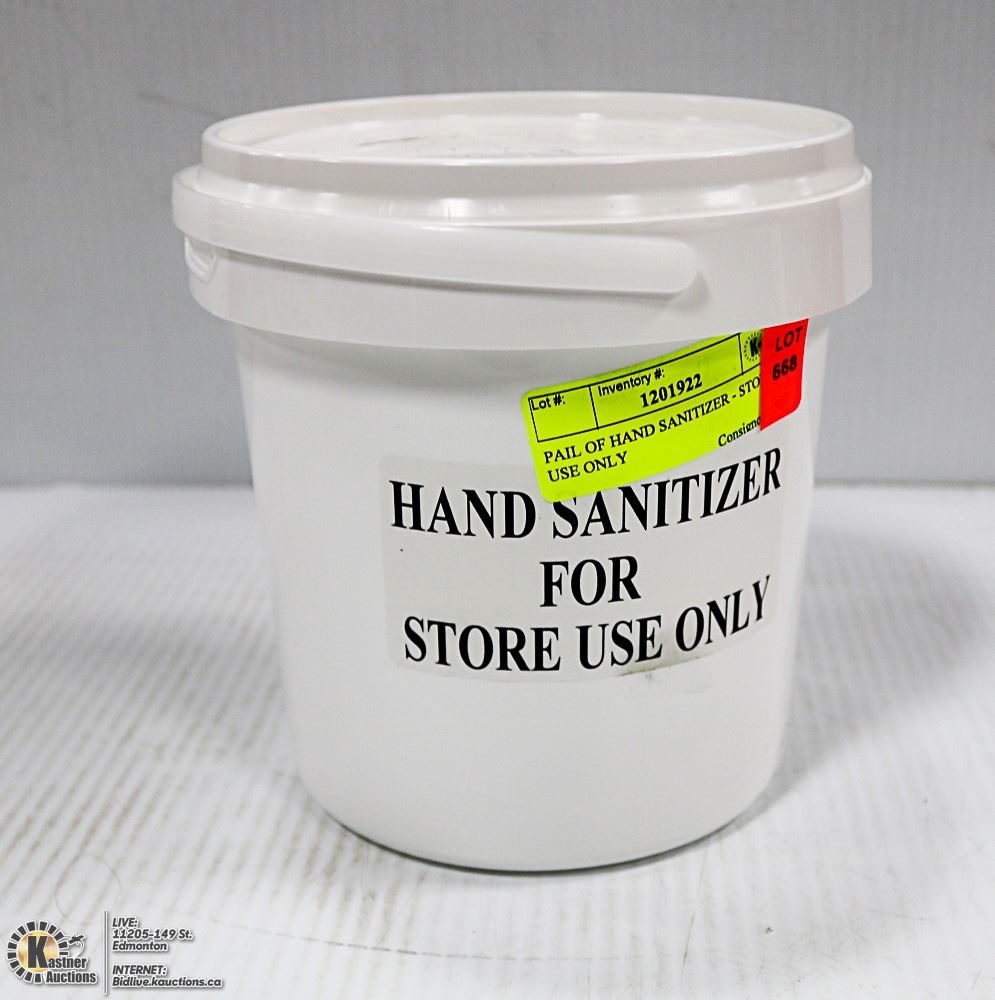 Lot #:
Inventory #:
1201922
K
LOT
668
PAIL OF HAND SANITIZER - STO
USE ONLY
Consigno
HAND SANITIZER
FOR
STORE USE ONLY
Kastner
Auctions
LIVE:
11205-149 St.
Edmonton
INTERNET:
Bidlive.kauctions.ca